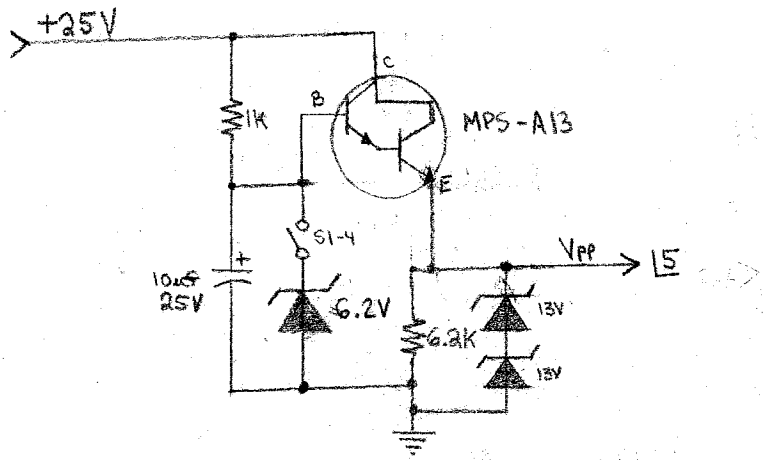 +25V
C
B
1K
MPS-A13
E
S1-4
+
10uF
25V
6.2V
Vpp
15
6.2K
13V
13V